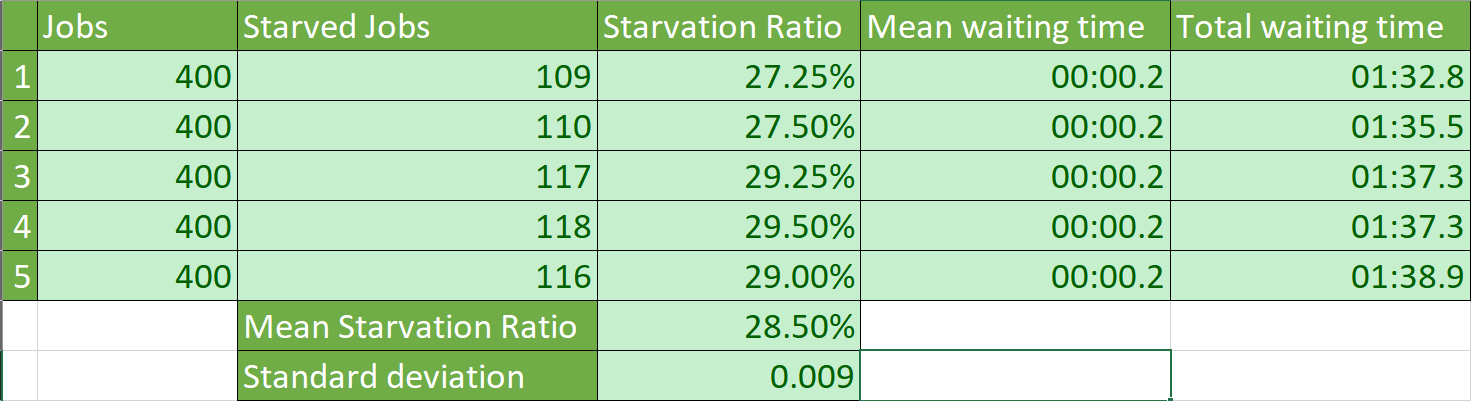 Jobs Starved Jobs Starvation Ratio Mean waiting time Total waiting time
1 400 109 27.25% 00:00.2 01:32.8
2 400 110 27.50% 00:00.2 01:35.5
3 400 117 29.25% 00:00.2 01:37.3
4 400 118 29.50% 00:00.2 01:37.3
5 400 116 29.00% 00:00.2 01:38.9
Mean Starvation Ratio 28.50%
Standard deviation 0.009